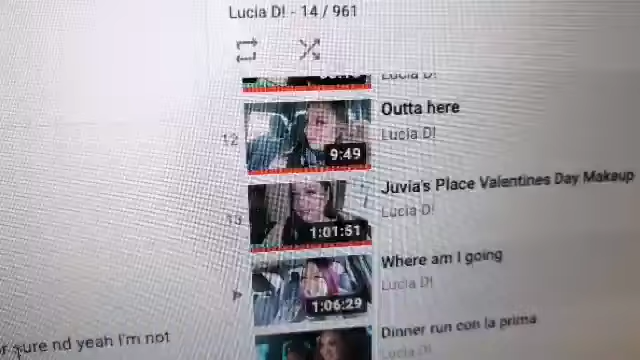 Lucia D! - 14 / 961
Lucia D!
12
Outta here
Lucia D!
9:49
13
Juvia's Place Valentines Day Makeup
Lucia D!
1:01:51
Where am I going
Lucia D!
1:06:29
Dinner run con la prima
Lucia D!
sure nd yeah I'm not